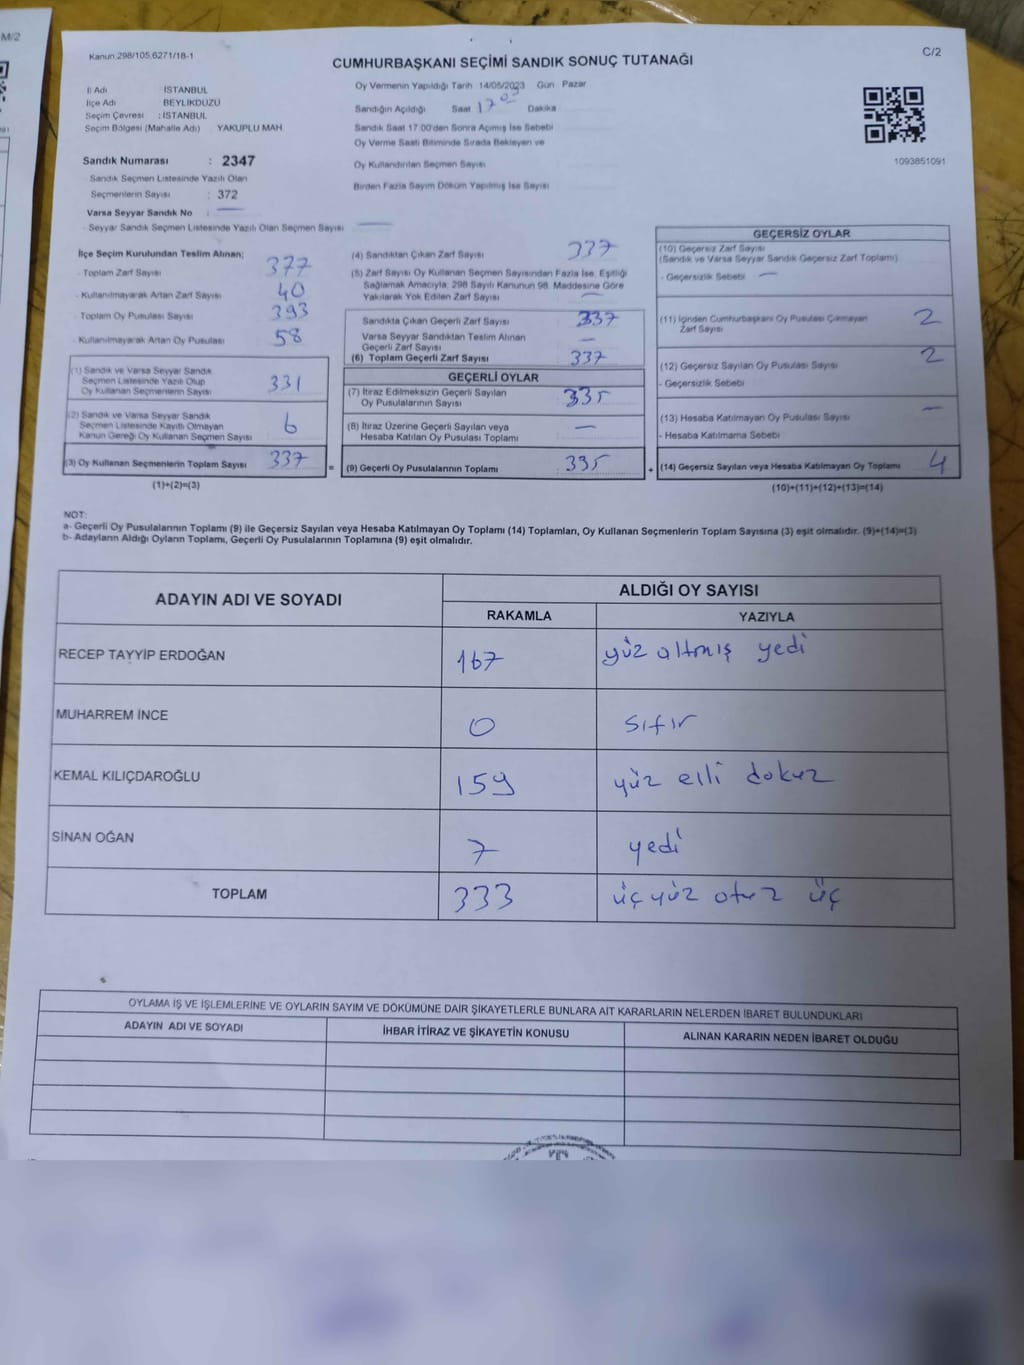 M/2
Kanun.298/105,6271/18-1
CUMHURBAŞKANI SEÇİMİ SANDIK SONUÇ TUTANAĞI
C/2
İl Adı İSTANBUL
İlçe Adı BEYLİKDÜZÜ
Seçim Çevresi : İSTANBUL
Seçim Bölgesi (Mahalle Adı) YAKUPLU MAH
Sandık Numarası : 2347
Sandık Seçmen Listesinde Yazılı Olan
Seçmenlerin Sayısı : 372
Varsa Seyyar Sandık No : —
- Seyyar Sandık Seçmen Listesinde Yazılı Olan Seçmen Sayısı —
Oy Vermenin Yapıldığı Tarih 14/05/2023 Gün Pazar
Sandığın Açıldığı Saat 17 Dakika
Sandık Saat 17:00'den Sonra Açılmış İse Sebebi
Oy Verme Saati Bitiminde Sırada Bekleyen ve
Oy Kullandırılan Seçmen Sayısı
Birden Fazla Sayım Döküm Yapılmış İse Sayısı
1093851091
İlçe Seçim Kurulundan Teslim Alınan;
- Toplam Zarf Sayısı 377
- Kullanılmayarak Artan Zarf Sayısı 40
- Toplam Oy Pusulası Sayısı 393
- Kullanılmayarak Artan Oy Pusulası 58
(1) Sandık ve Varsa Seyyar Sandık
Seçmen Listesinde Yazılı Olup
Oy Kullanan Seçmenlerin Sayısı 331
(2) Sandık ve Varsa Seyyar Sandık
Seçmen Listesinde Kayıtlı Olmayan
Kanun Gereği Oy Kullanan Seçmen Sayısı 6
(3) Oy Kullanan Seçmenlerin Toplam Sayısı 337
(1)+(2)=(3)
(4) Sandıktan Çıkan Zarf Sayısı 337
(5) Zarf Sayısı Oy Kullanan Seçmen Sayısından Fazla İse, Eşitliği
Sağlamak Amacıyla, 298 Sayılı Kanunun 98. Maddesine Göre
Yakılarak Yok Edilen Zarf Sayısı —
Sandıkta Çıkan Geçerli Zarf Sayısı 337
Varsa Seyyar Sandıktan Teslim Alınan
Geçerli Zarf Sayısı —
(6) Toplam Geçerli Zarf Sayısı 337
GEÇERLİ OYLAR
(7) İtiraz Edilmeksizin Geçerli Sayılan
Oy Pusulalarının Sayısı 335
(8) İtiraz Üzerine Geçerli Sayılan veya
Hesaba Katılan Oy Pusulası Toplamı —
= (9) Geçerli Oy Pusulalarının Toplamı 335
GEÇERSİZ OYLAR
(10) Geçersiz Zarf Sayısı
(Sandık ve Varsa Seyyar Sandık Geçersiz Zarf Toplamı)
- Geçersizlik Sebebi —
(11) İçinden Cumhurbaşkanı Oy Pusulası Çıkmayan
Zarf Sayısı 2
(12) Geçersiz Sayılan Oy Pusulası Sayısı 2
- Geçersizlik Sebebi
(13) Hesaba Katılmayan Oy Pusulası Sayısı —
- Hesaba Katılmama Sebebi
+ (14) Geçersiz Sayılan veya Hesaba Katılmayan Oy Toplamı 4
(10)+(11)+(12)+(13)=(14)
NOT:
a- Geçerli Oy Pusulalarının Toplamı (9) ile Geçersiz Sayılan veya Hesaba Katılmayan Oy Toplamı (14) Toplamları, Oy Kullanan Seçmenlerin Toplam Sayısına (3) eşit olmalıdır. (9)+(14)=(3)
b- Adayların Aldığı Oyların Toplamı, Geçerli Oy Pusulalarının Toplamına (9) eşit olmalıdır.
ADAYIN ADI VE SOYADI
ALDIĞI OY SAYISI
RAKAMLA YAZIYLA
RECEP TAYYİP ERDOĞAN 167 yüz altmış yedi
MUHARREM İNCE 0 sıfır
KEMAL KILIÇDAROĞLU 159 yüz elli dokuz
SİNAN OĞAN 7 yedi
TOPLAM 333 üç yüz otuz üç
OYLAMA İŞ VE İŞLEMLERİNE VE OYLARIN SAYIM VE DÖKÜMÜNE DAİR ŞİKAYETLERLE BUNLARA AİT KARARLARIN NELERDEN İBARET BULUNDUKLARI
ADAYIN ADI VE SOYADI İHBAR İTİRAZ VE ŞİKAYETİN KONUSU ALINAN KARARIN NEDEN İBARET OLDUĞU